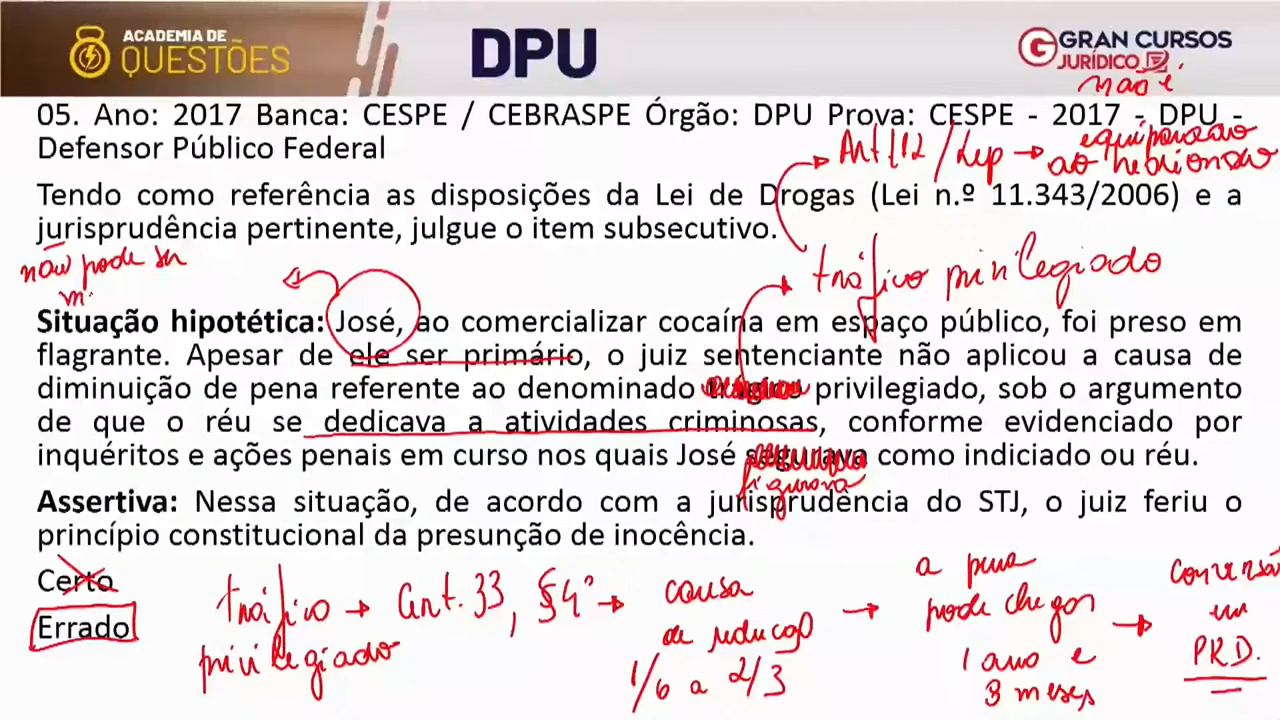 ACADEMIA DE
QUESTÕES
DPU
GRAN CURSOS
JURÍDICO
não é
05. Ano: 2017 Banca: CESPE / CEBRASPE Órgão: DPU Prova: CESPE - 2017 - DPU -
Defensor Público Federal
Art 112 / Lep → equiparado
ao hediondo
Tendo como referência as disposições da Lei de Drogas (Lei n.º 11.343/2006) e a
jurisprudência pertinente, julgue o item subsecutivo.
não pode ser
tráfico privilegiado
Situação hipotética: José, ao comercializar cocaína em espaço público, foi preso em
flagrante. Apesar de ele ser primário, o juiz sentenciante não aplicou a causa de
diminuição de pena referente ao denominado privilegiado, sob o argumento
de que o réu se dedicava a atividades criminosas, conforme evidenciado por
inquéritos e ações penais em curso nos quais José como indiciado ou réu.
figurava
Assertiva: Nessa situação, de acordo com a jurisprudência do STJ, o juiz feriu o
princípio constitucional da presunção de inocência.
Certo
Errado
tráfico → art. 33, §4º →
privilegiado
causa
de redução
1/6 a 2/3
→ a pena
pode chegar
1 ano e
8 meses
→ conversão
em
PRD.